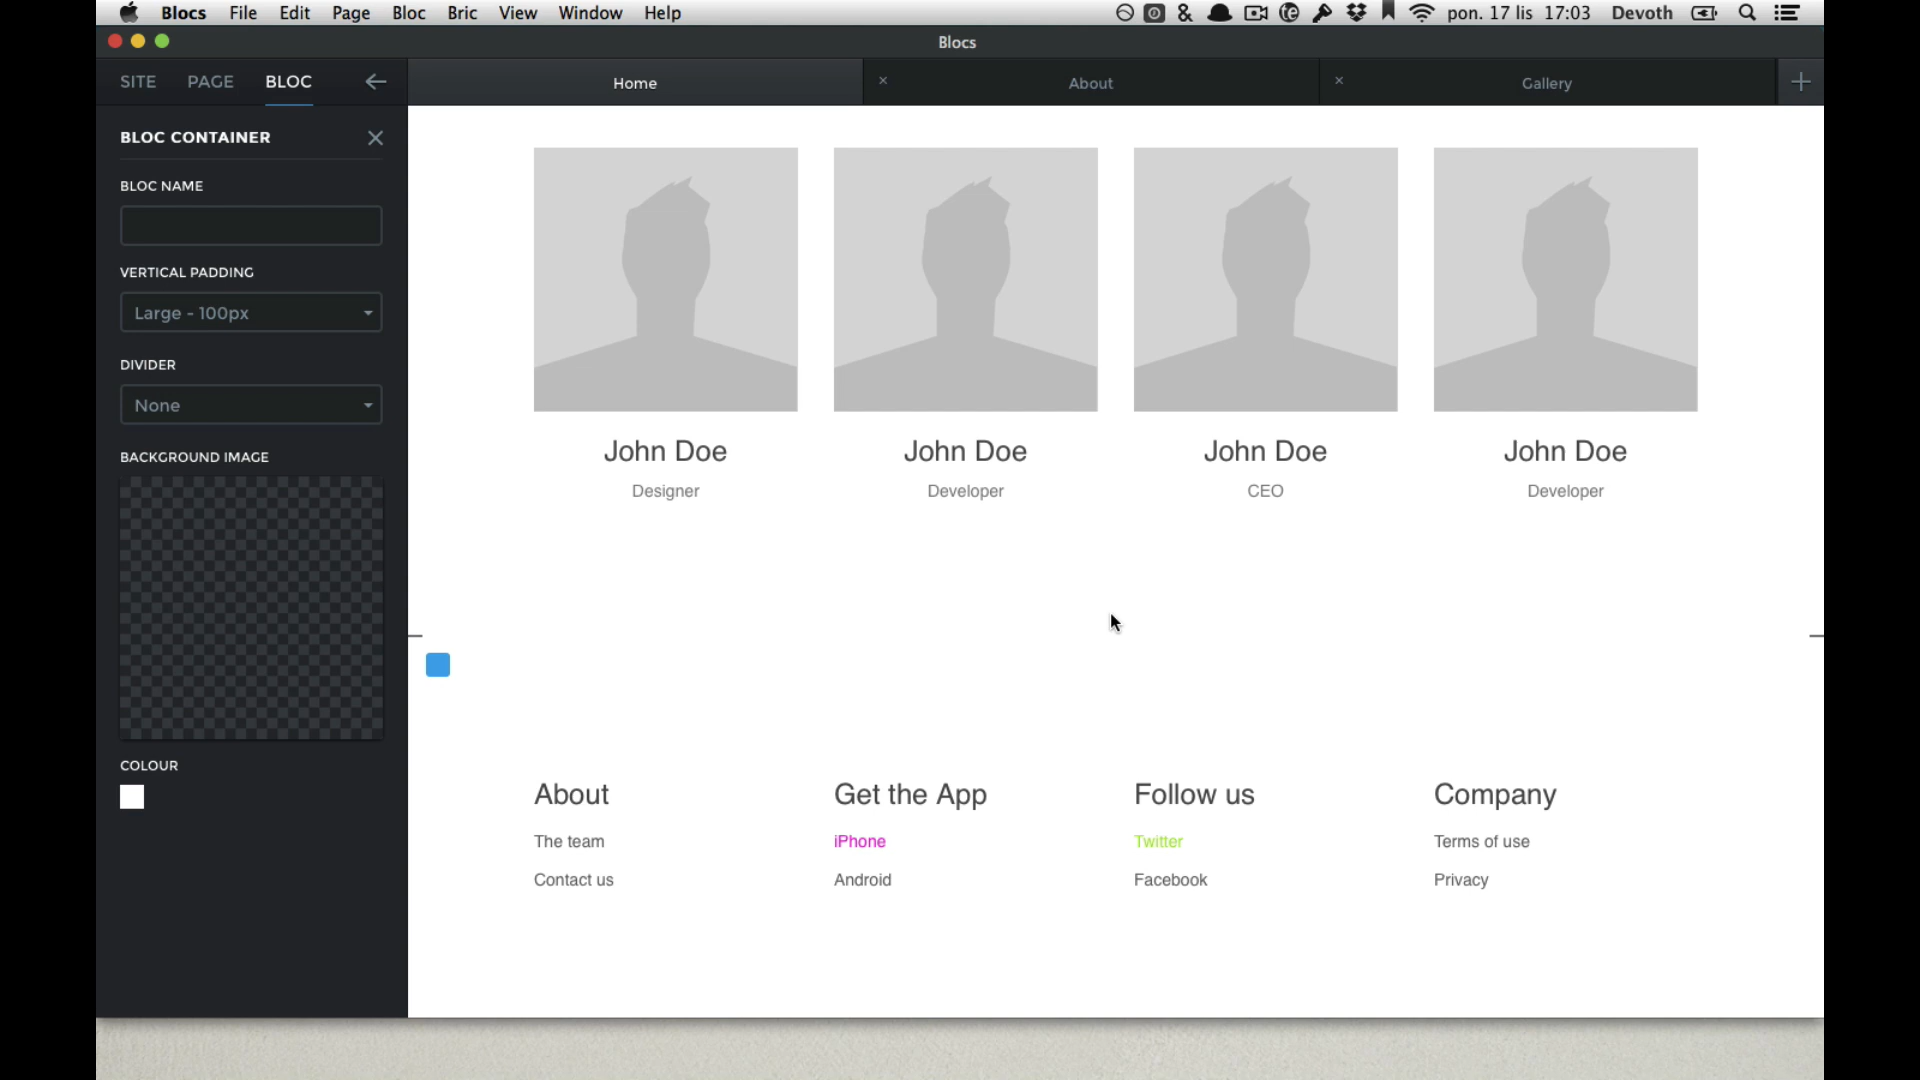 Blocs File Edit Page Bloc Bric View Window Help pon. 17 lis 17:03 Devoth
Blocs
SITE PAGE BLOC
Home About Gallery
BLOC CONTAINER
BLOC NAME
VERTICAL PADDING
Large - 100px
DIVIDER
None
BACKGROUND IMAGE
COLOUR
John Doe John Doe John Doe John Doe
Designer Developer CEO Developer
About Get the App Follow us Company
The team iPhone Twitter Terms of use
Contact us Android Facebook Privacy